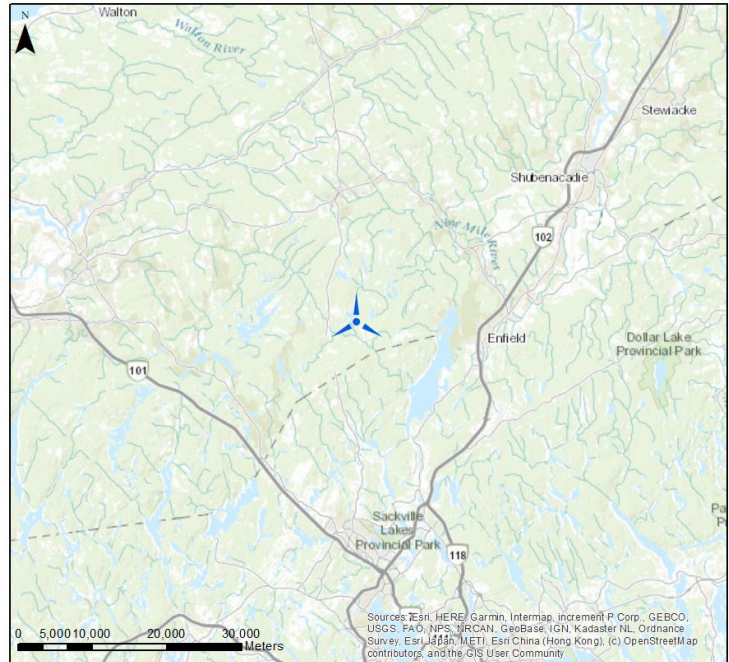 N
Walton
Walton River
Stewiacke
Shubenacadie
Nine Mile River
102
Enfield
Dollar Lake
Provincial Park
101
Sackville
Lakes
Provincial Park
118
0 5,000 10,000 20,000 30,000
Meters
Sources: Esri, HERE, Garmin, Intermap, increment P Corp., GEBCO,
USGS, FAO, NPS, NRCAN, GeoBase, IGN, Kadaster NL, Ordnance
Survey, Esri Japan, METI, Esri China (Hong Kong), (c) OpenStreetMap
contributors, and the GIS User Community